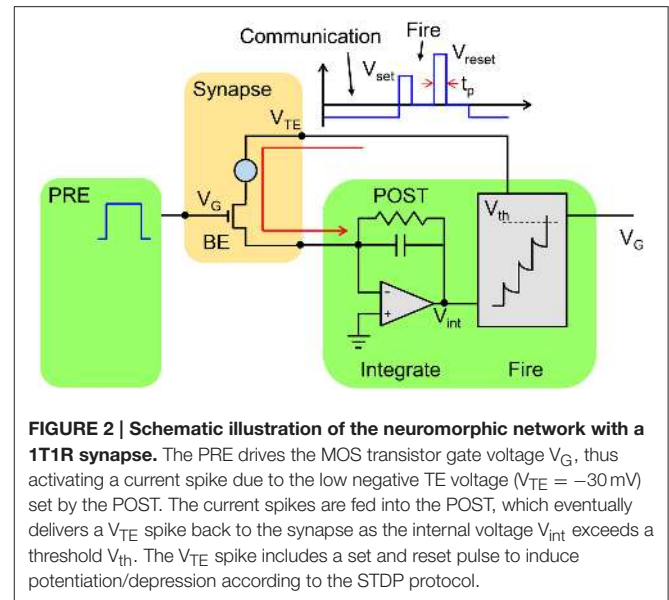 Communication
Fire
V_set
V_reset
t_p
Synapse
V_TE
PRE
V_G
BE
POST
V_th
V_G
-
+
V_int
Integrate
Fire
FIGURE 2 | Schematic illustration of the neuromorphic network with a
1T1R synapse. The PRE drives the MOS transistor gate voltage V_G, thus
activating a current spike due to the low negative TE voltage (V_TE = −30 mV)
set by the POST. The current spikes are fed into the POST, which eventually
delivers a V_TE spike back to the synapse as the internal voltage V_int exceeds a
threshold V_th. The V_TE spike includes a set and reset pulse to induce
potentiation/depression according to the STDP protocol.